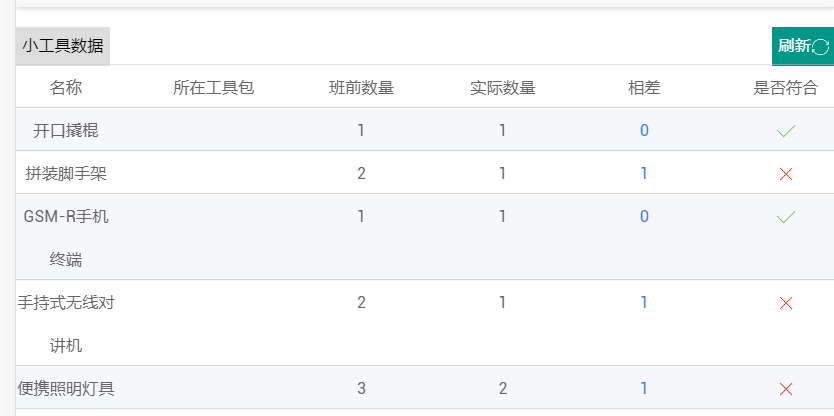 小工具数据 刷新
名称 所在工具包 班前数量 实际数量 相差 是否符合
开口撬棍 1 1 0
拼装脚手架 2 1 1
GSM-R手机 1 1 0
终端
手持式无线对 2 1 1
讲机
便携照明灯具 3 2 1